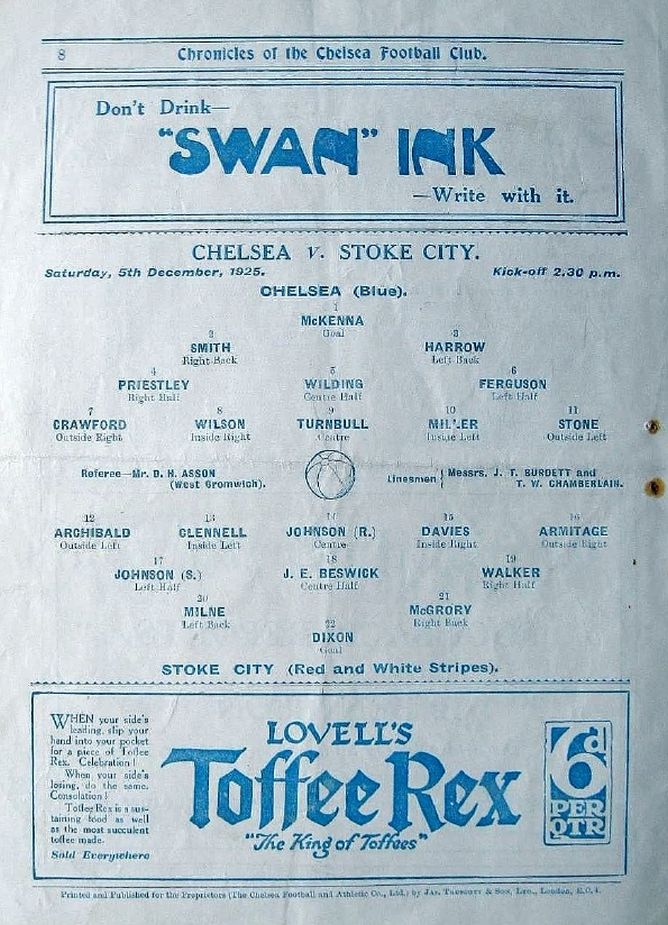 8 Chronicles of the Chelsea Football Club.
Don't Drink—
"SWAN" INK
—Write with it.
CHELSEA V. STOKE CITY.
Saturday, 5th December, 1925. Kick-off 2.30 p.m.
CHELSEA (Blue).
1
McKENNA
Goal
2 3
SMITH HARROW
Right Back Left Back
4 5 6
PRIESTLEY WILDING FERGUSON
Right Half Centre Half Left Half
7 8 9 10 11
CRAWFORD WILSON TURNBULL MILLER STONE
Outside Right Inside Right Centre Inside Left Outside Left
Referee—Mr. D. H. ASSON
(West Bromwich).
Linesmen { Messrs. J. T. BURDETT and
T. W. CHAMBERLAIN.
12 13 14 15 16
ARCHIBALD CLENNELL JOHNSON (R.) DAVIES ARMITAGE
Outside Left Inside Left Centre Inside Right Outside Right
17 18 19
JOHNSON (S.) J. E. BESWICK WALKER
Left Half Centre Half Right Half
20 21
MILNE McGRORY
Left Back Right Back
22
DIXON
Goal
STOKE CITY (Red and White Stripes).
WHEN your side's
leading, slip your
hand into your pocket
for a piece of Toffee
Rex. Celebration!
When your side's
losing, do the same.
Consolation!
Toffee Rex is a sus-
taining food as well
as the most succulent
toffee made.
Sold Everywhere
LOVELL'S
Toffee Rex
"The King of Toffees"
6d
PER
QTR
Printed and Published for the Proprietors (The Chelsea Football and Athletic Co., Ltd.) by JAS. TRUSCOTT & SON, LTD., London, E.C.4.